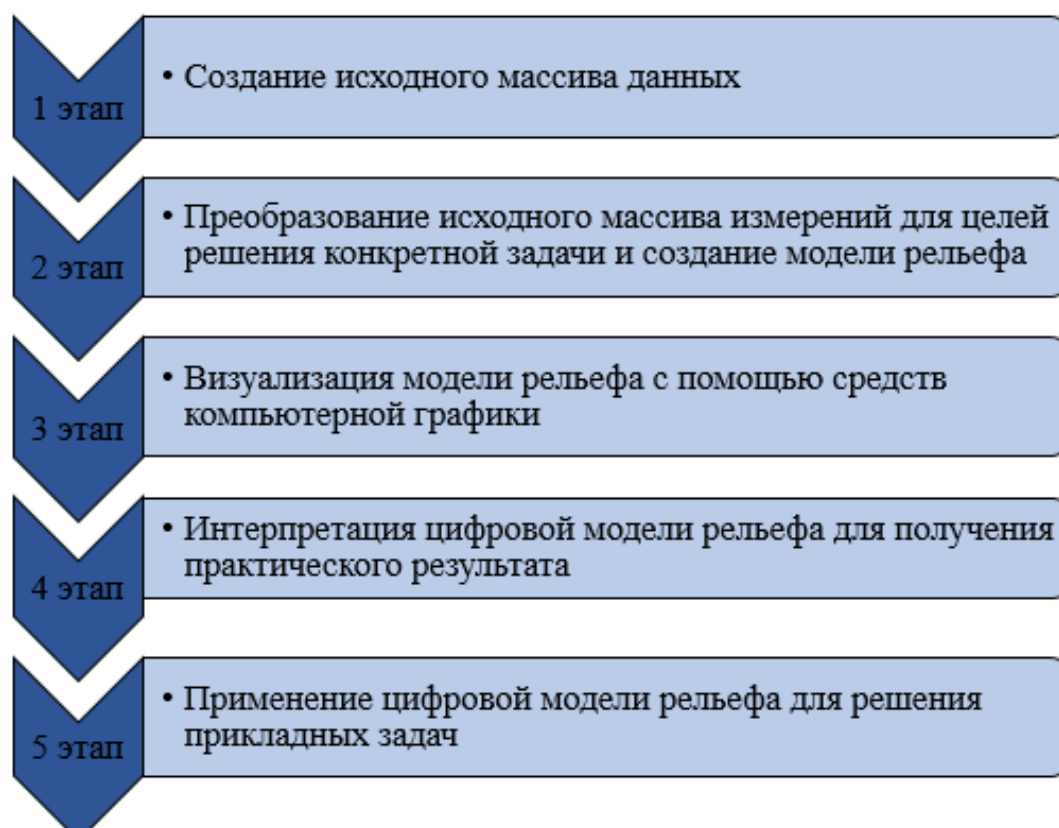 1 этап
• Создание исходного массива данных
2 этап
• Преобразование исходного массива измерений для целей
решения конкретной задачи и создание модели рельефа
3 этап
• Визуализация модели рельефа с помощью средств
компьютерной графики
4 этап
• Интерпретация цифровой модели рельефа для получения
практического результата
5 этап
• Применение цифровой модели рельефа для решения
прикладных задач